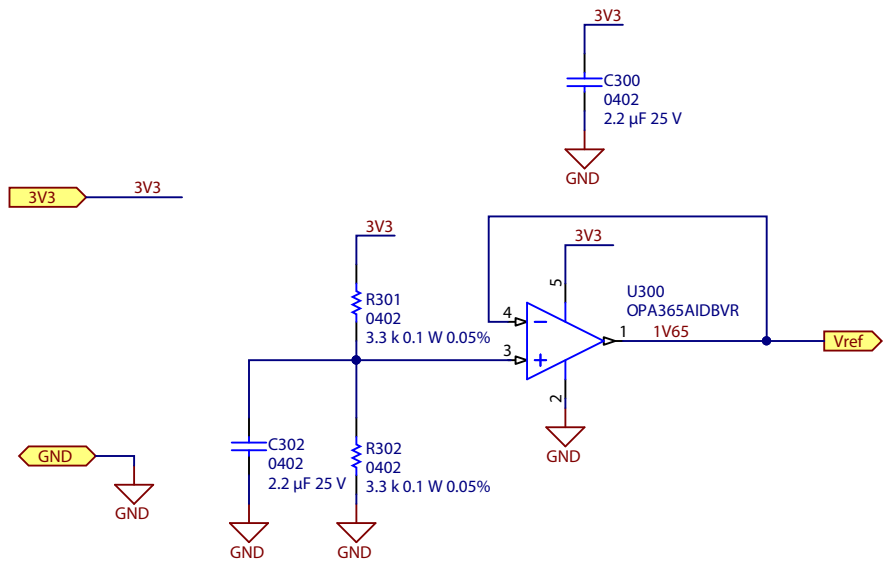 3V3
C300
0402
2.2 µF 25 V
GND
3V3
3V3
3V3
R301
0402
3.3 k 0.1 W 0.05%
3V3
5
4
3
2
1
U300
OPA365AIDBVR
1V65
Vref
GND
C302
0402
2.2 µF 25 V
GND
R302
0402
3.3 k 0.1 W 0.05%
GND
GND
GND